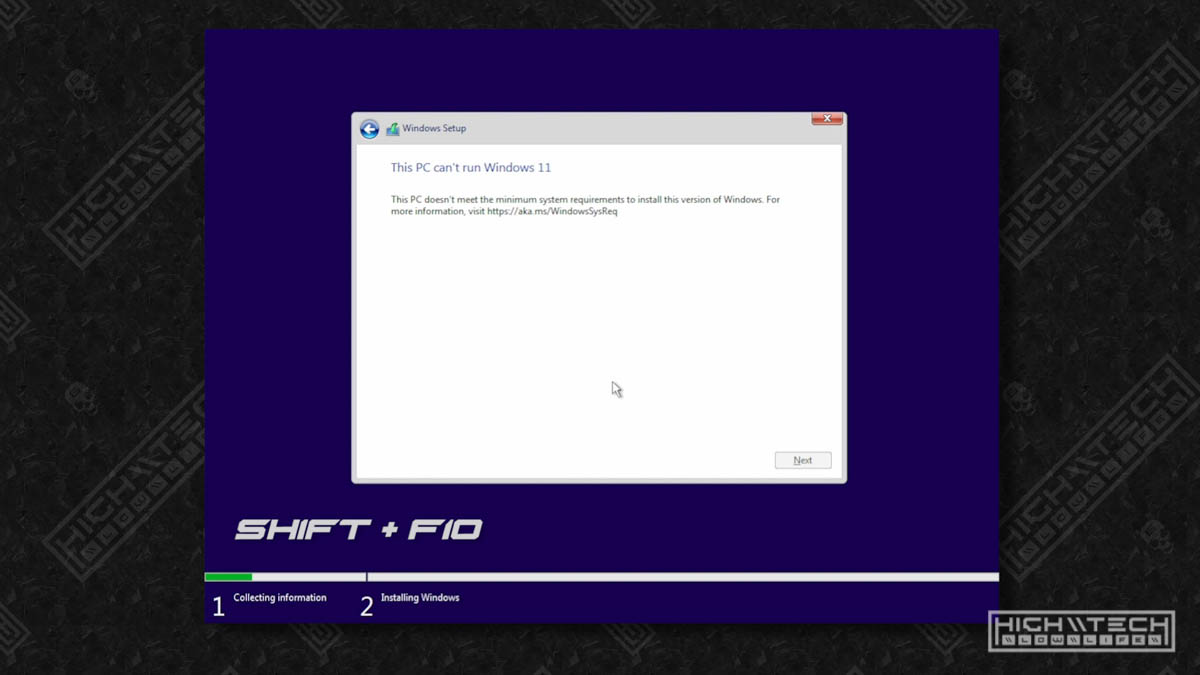 Windows Setup
This PC can't run Windows 11
This PC doesn't meet the minimum system requirements to install this version of Windows. For
more information, visit https://aka.ms/WindowsSysReq
Next
SHIFT + F10
1 Collecting information
2 Installing Windows
HIGH\\TECH
LOW LIFE